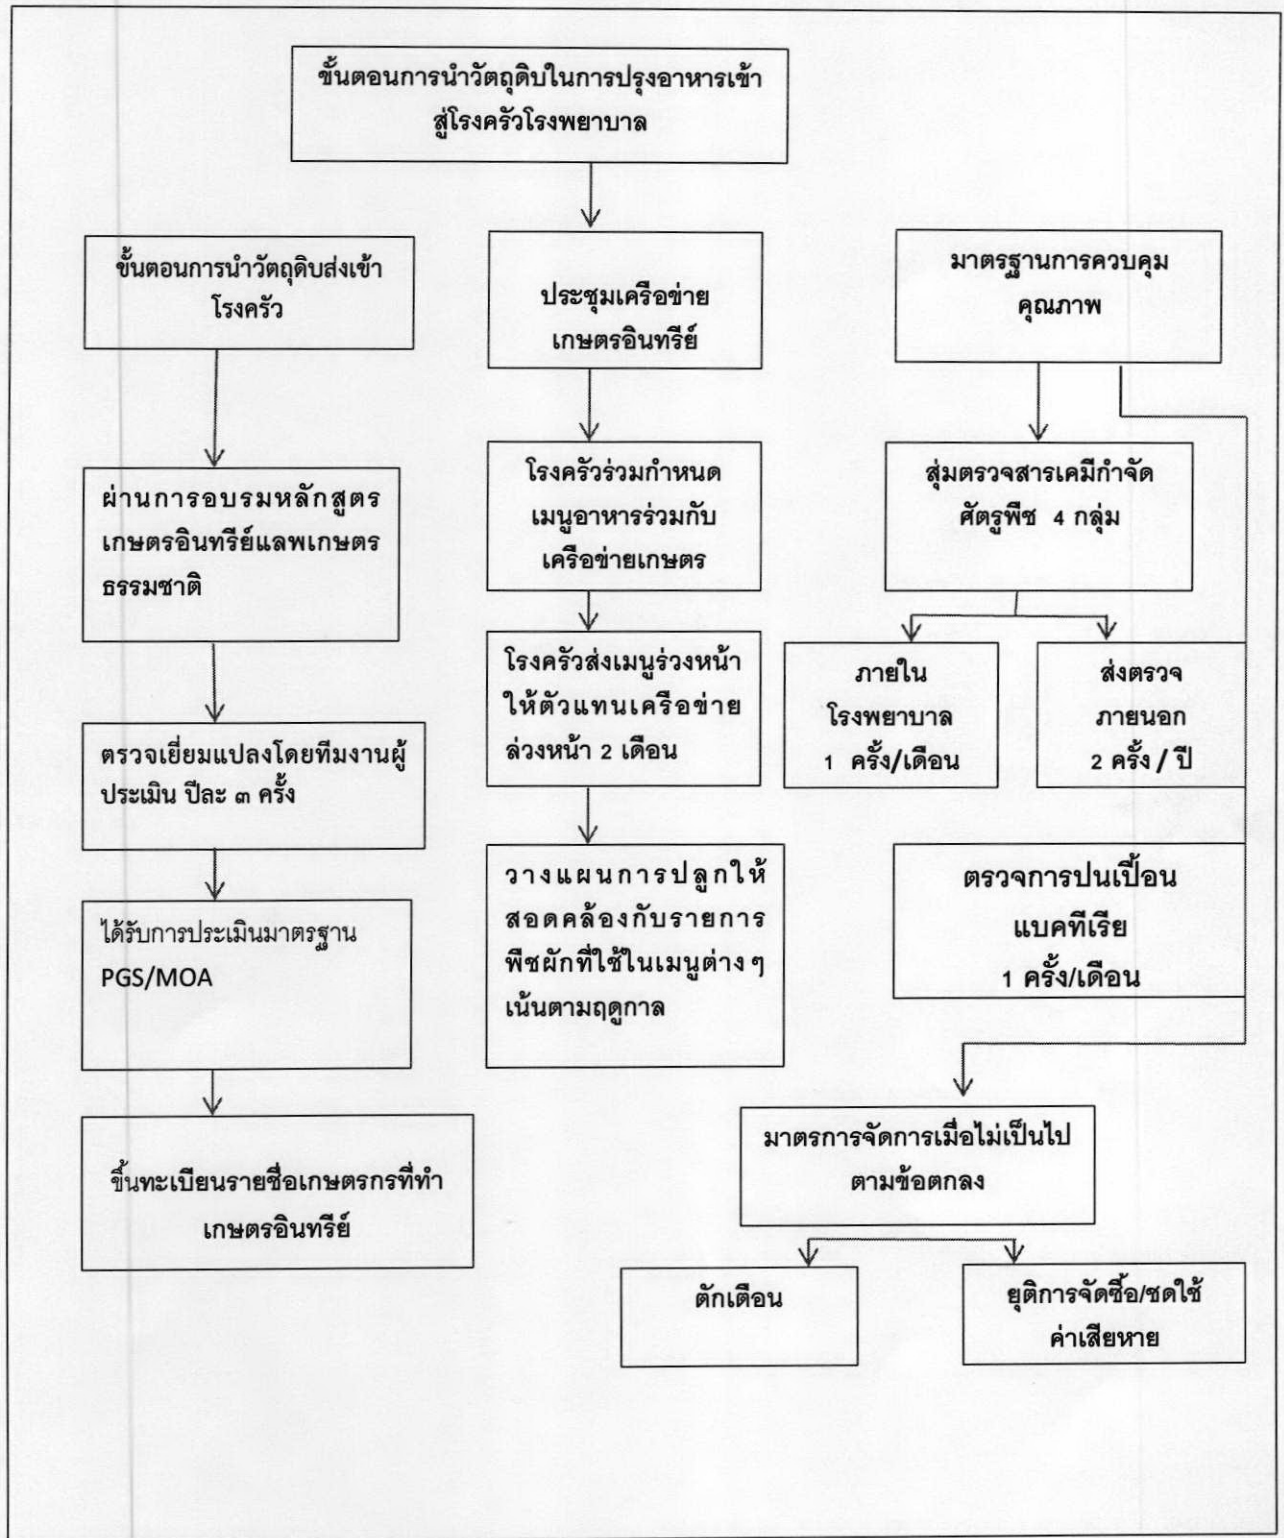 ขั้นตอนการนำวัตถุดิบในการปรุงอาหารเข้า
สู่โรงครัวโรงพยาบาล
ขั้นตอนการนำวัตถุดิบส่งเข้า
โรงครัว
ผ่านการอบรมหลักสูตร
เกษตรอินทรีย์แลพเกษตร
ธรรมชาติ
ตรวจเยี่ยมแปลงโดยทีมงานผู้
ประเมิน ปีละ ๓ ครั้ง
ได้รับการประเมินมาตรฐาน
PGS/MOA
ขึ้นทะเบียนรายชื่อเกษตรกรที่ทำ
เกษตรอินทรีย์
ประชุมเครือข่าย
เกษตรอินทรีย์
โรงครัวร่วมกำหนด
เมนูอาหารร่วมกับ
เครือข่ายเกษตร
โรงครัวส่งเมนูร่วงหน้า
ให้ตัวแทนเครือข่าย
ล่วงหน้า 2 เดือน
วางแผนการปลูกให้
สอดคล้องกับรายการ
พืชผักที่ใช้ในเมนูต่างๆ
เน้นตามฤดูกาล
มาตรฐานการควบคุม
คุณภาพ
สุ่มตรวจสารเคมีกำจัด
ศัตรูพืช 4 กลุ่ม
ภายใน
โรงพยาบาล
1 ครั้ง/เดือน
ส่งตรวจ
ภายนอก
2 ครั้ง / ปี
ตรวจการปนเปื้อน
แบคทีเรีย
1 ครั้ง/เดือน
มาตรการจัดการเมื่อไม่เป็นไป
ตามข้อตกลง
ตักเตือน
ยุติการจัดซื้อ/ชดใช้
ค่าเสียหาย